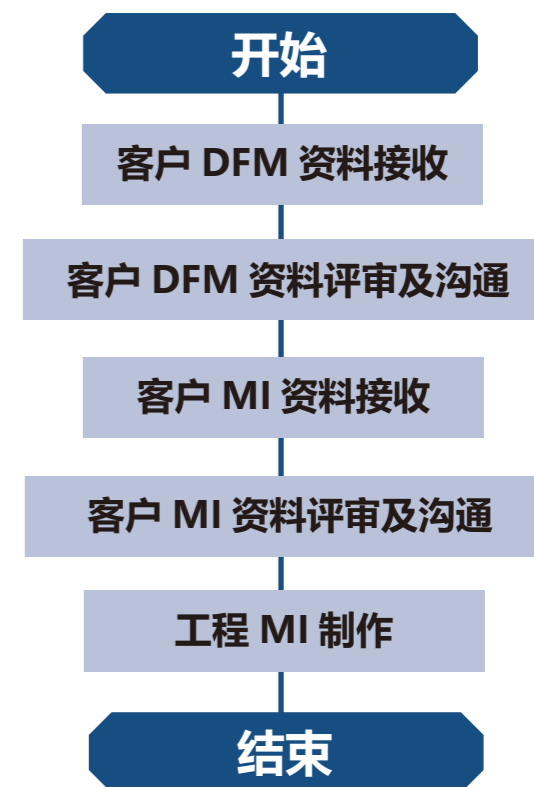 开始
客户 DFM 资料接收
客户 DFM 资料评审及沟通
客户 MI 资料接收
客户 MI 资料评审及沟通
工程 MI 制作
结束